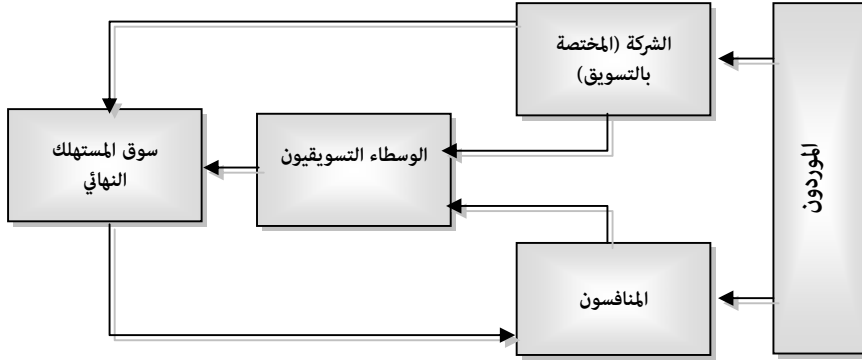 الموردون
الشركة (المختصة
بالتسويق)
المنافسون
الوسطاء التسويقيون
سوق المستهلك
النهائي